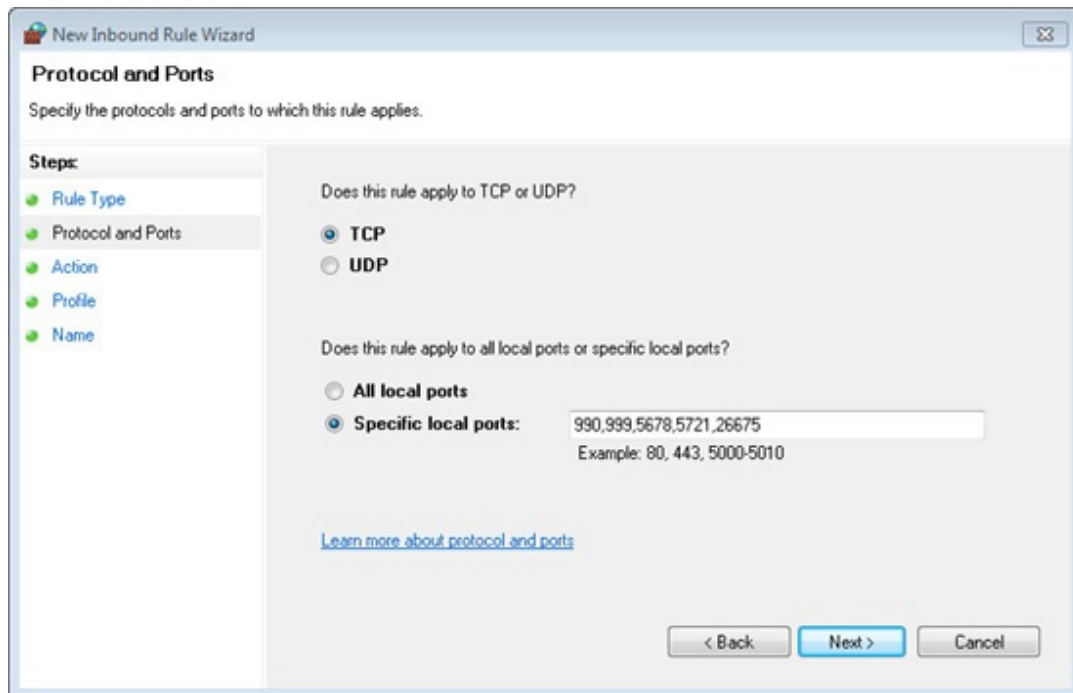 New Inbound Rule Wizard
Protocol and Ports
Specify the protocols and ports to which this rule applies.
Steps:
Rule Type
Protocol and Ports
Action
Profile
Name
Does this rule apply to TCP or UDP?
TCP
UDP
Does this rule apply to all local ports or specific local ports?
All local ports
Specific local ports: 990,999,5678,5721,26675
Example: 80, 443, 5000-5010
Learn more about protocol and ports
< Back Next > Cancel